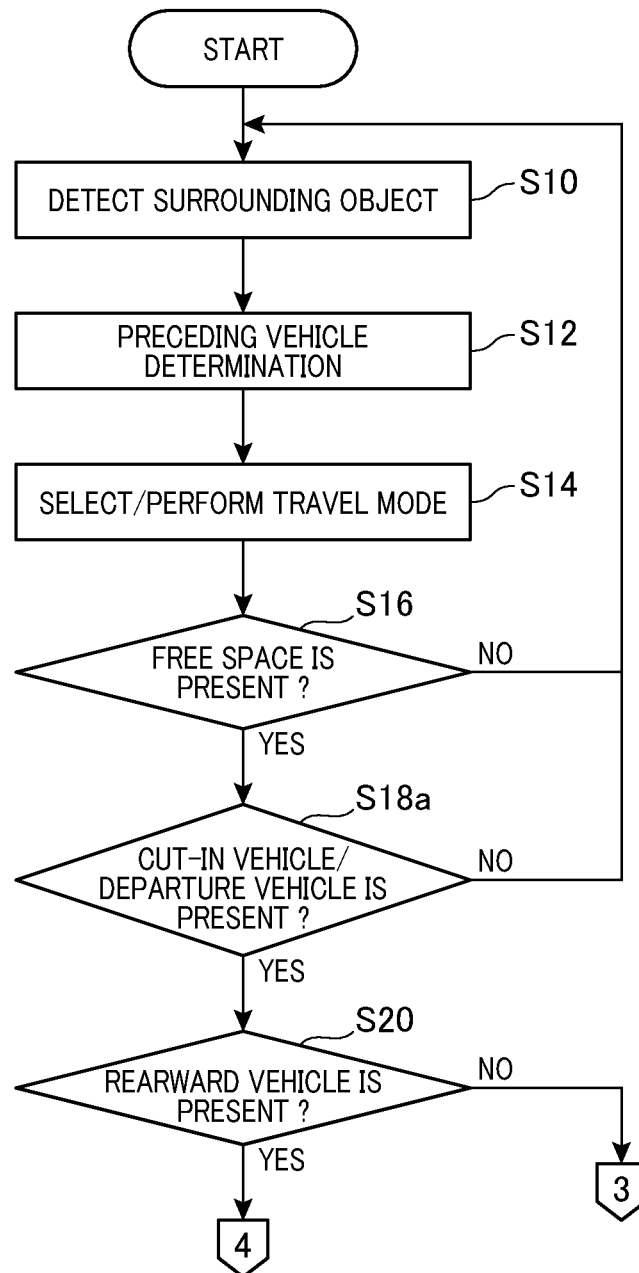 START
DETECT SURROUNDING OBJECT
S10
PRECEDING VEHICLE
DETERMINATION
S12
SELECT/PERFORM TRAVEL MODE
S14
S16
FREE SPACE IS
PRESENT ?
NO
YES
S18a
CUT-IN VEHICLE/
DEPARTURE VEHICLE IS
PRESENT ?
NO
YES
S20
REARWARD VEHICLE IS
PRESENT ?
NO
YES
3
4